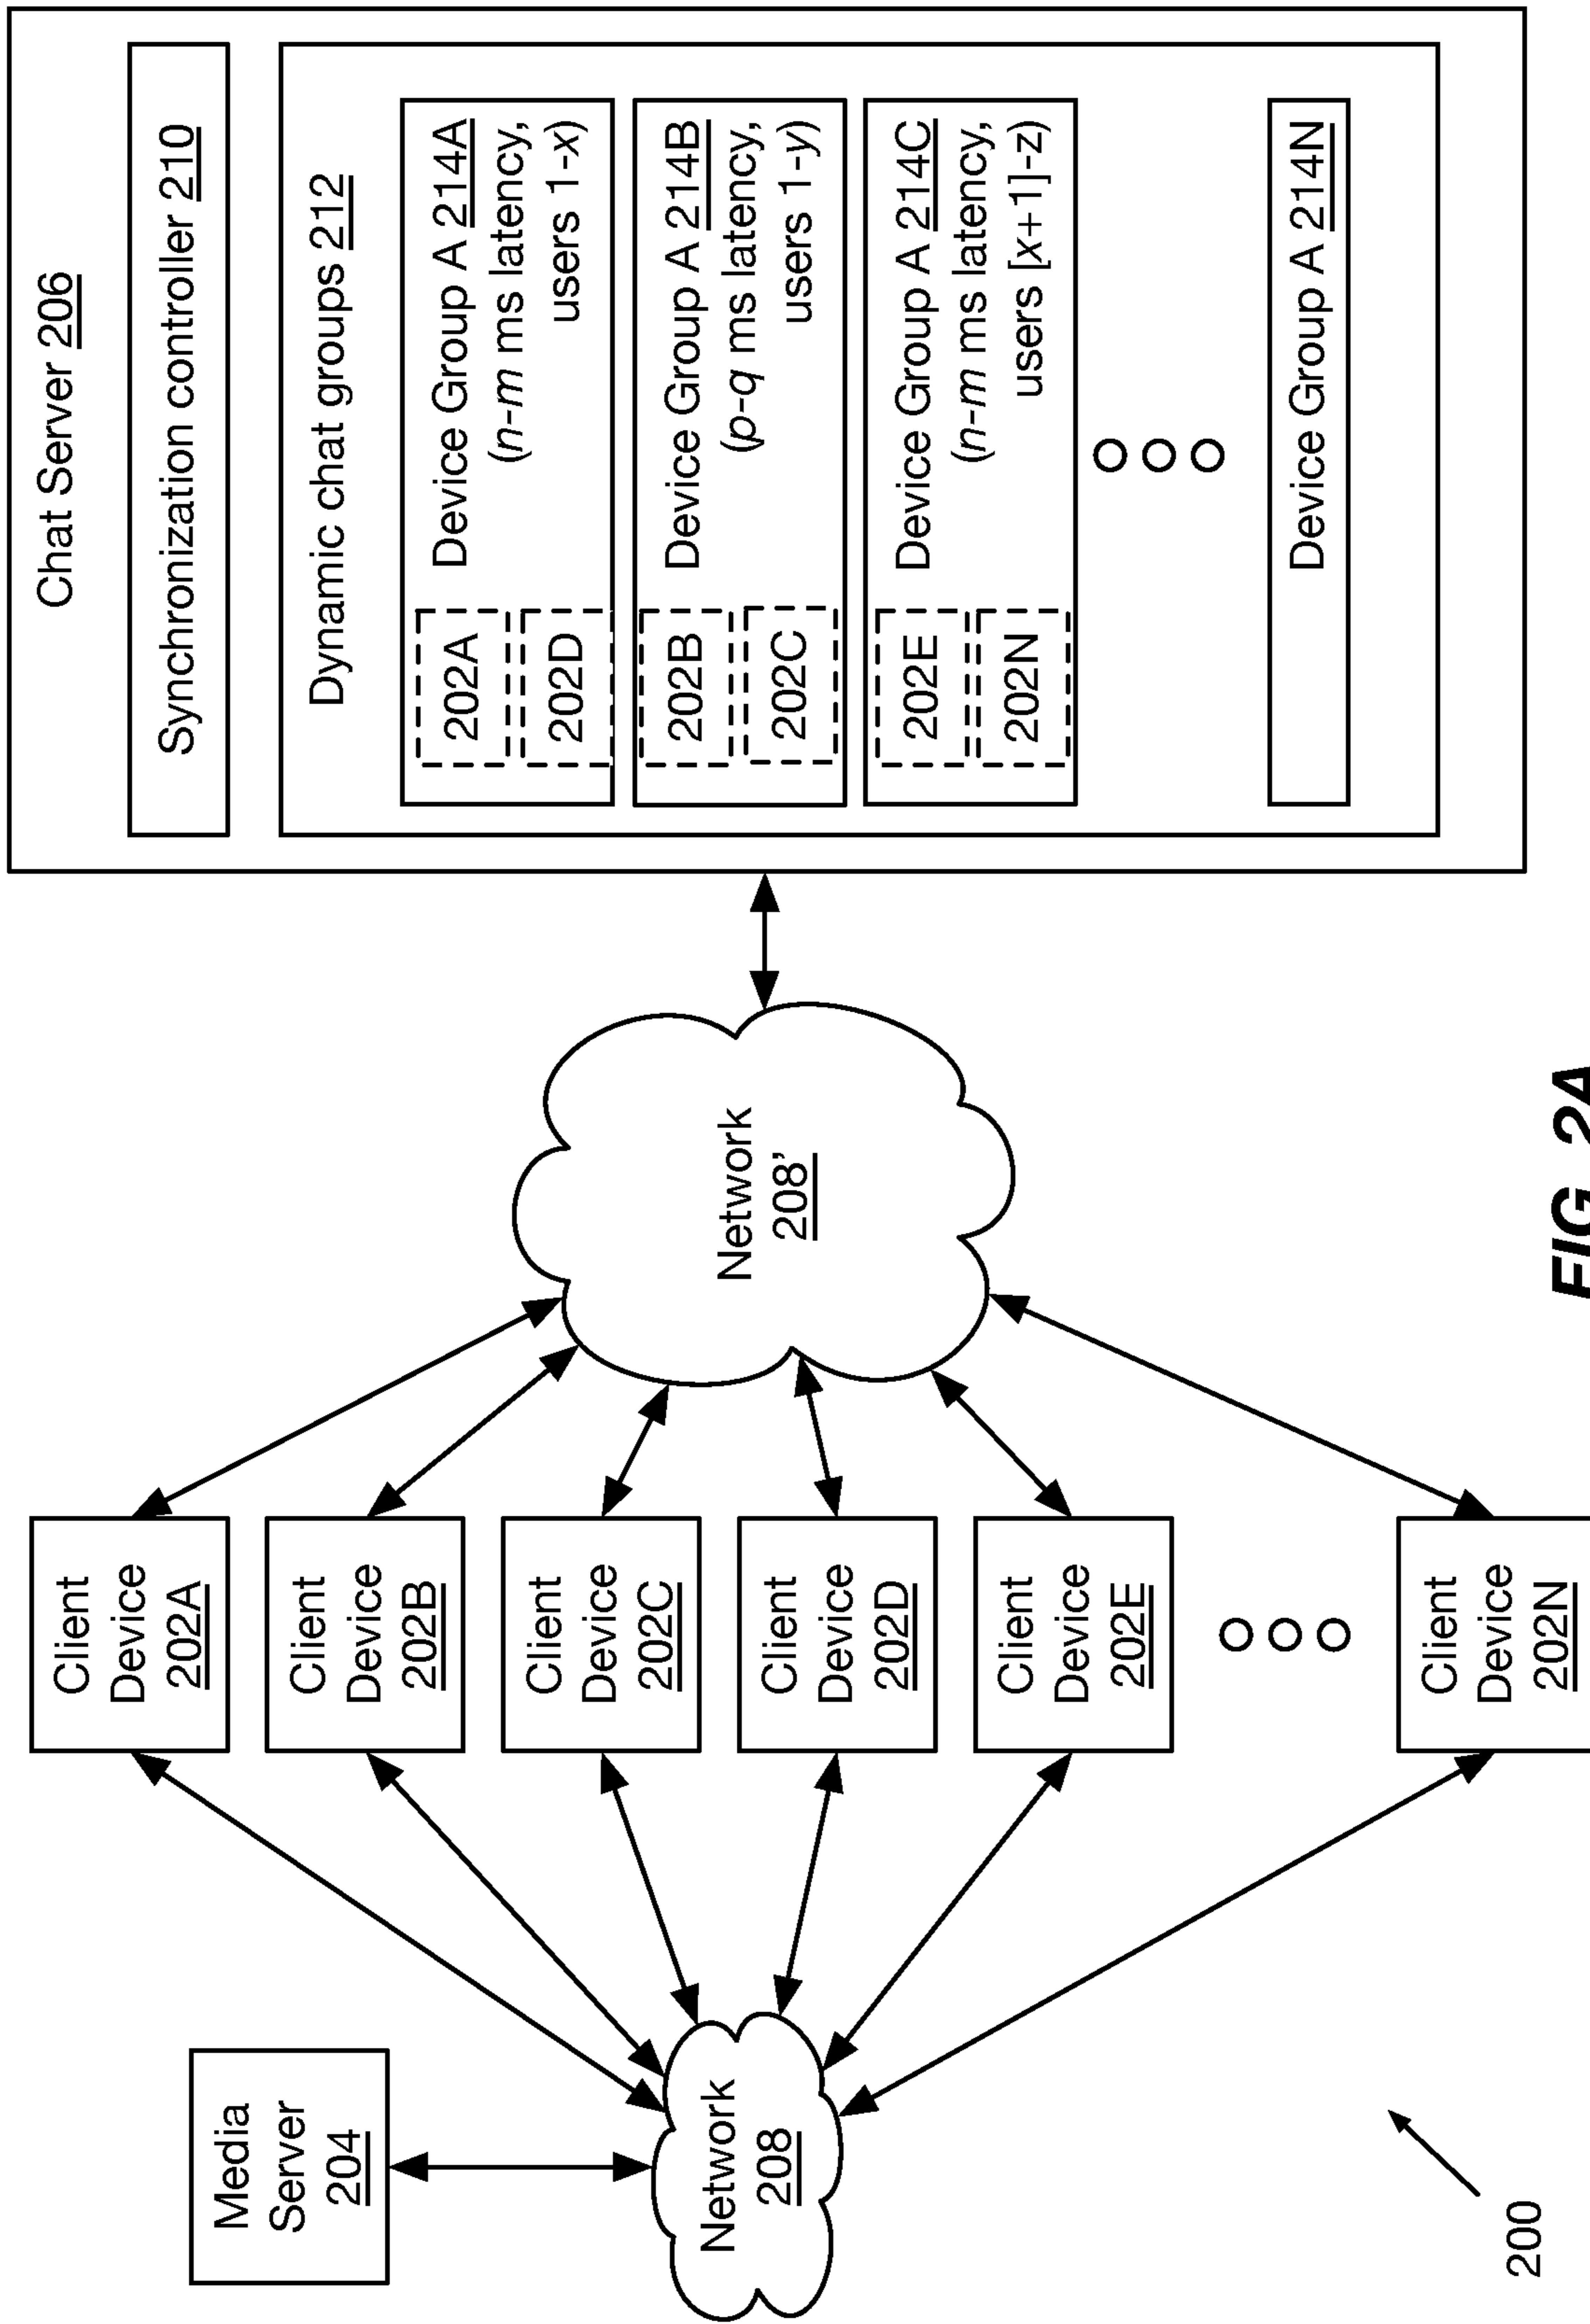 Media
Server
204
Network
208
Client
Device
202A
Client
Device
202B
Client
Device
202C
Client
Device
202D
Client
Device
202E
Client
Device
202N
Network
208'
Chat Server 206
Synchronization controller 210
Dynamic chat groups 212
202A
202D
Device Group A 214A
(n-m ms latency,
users 1-x)
202B
202C
Device Group A 214B
(p-q ms latency,
users 1-y)
202E
202N
Device Group A 214C
(n-m ms latency,
users [x+1]-z)
Device Group A 214N
200
FIG. 2A